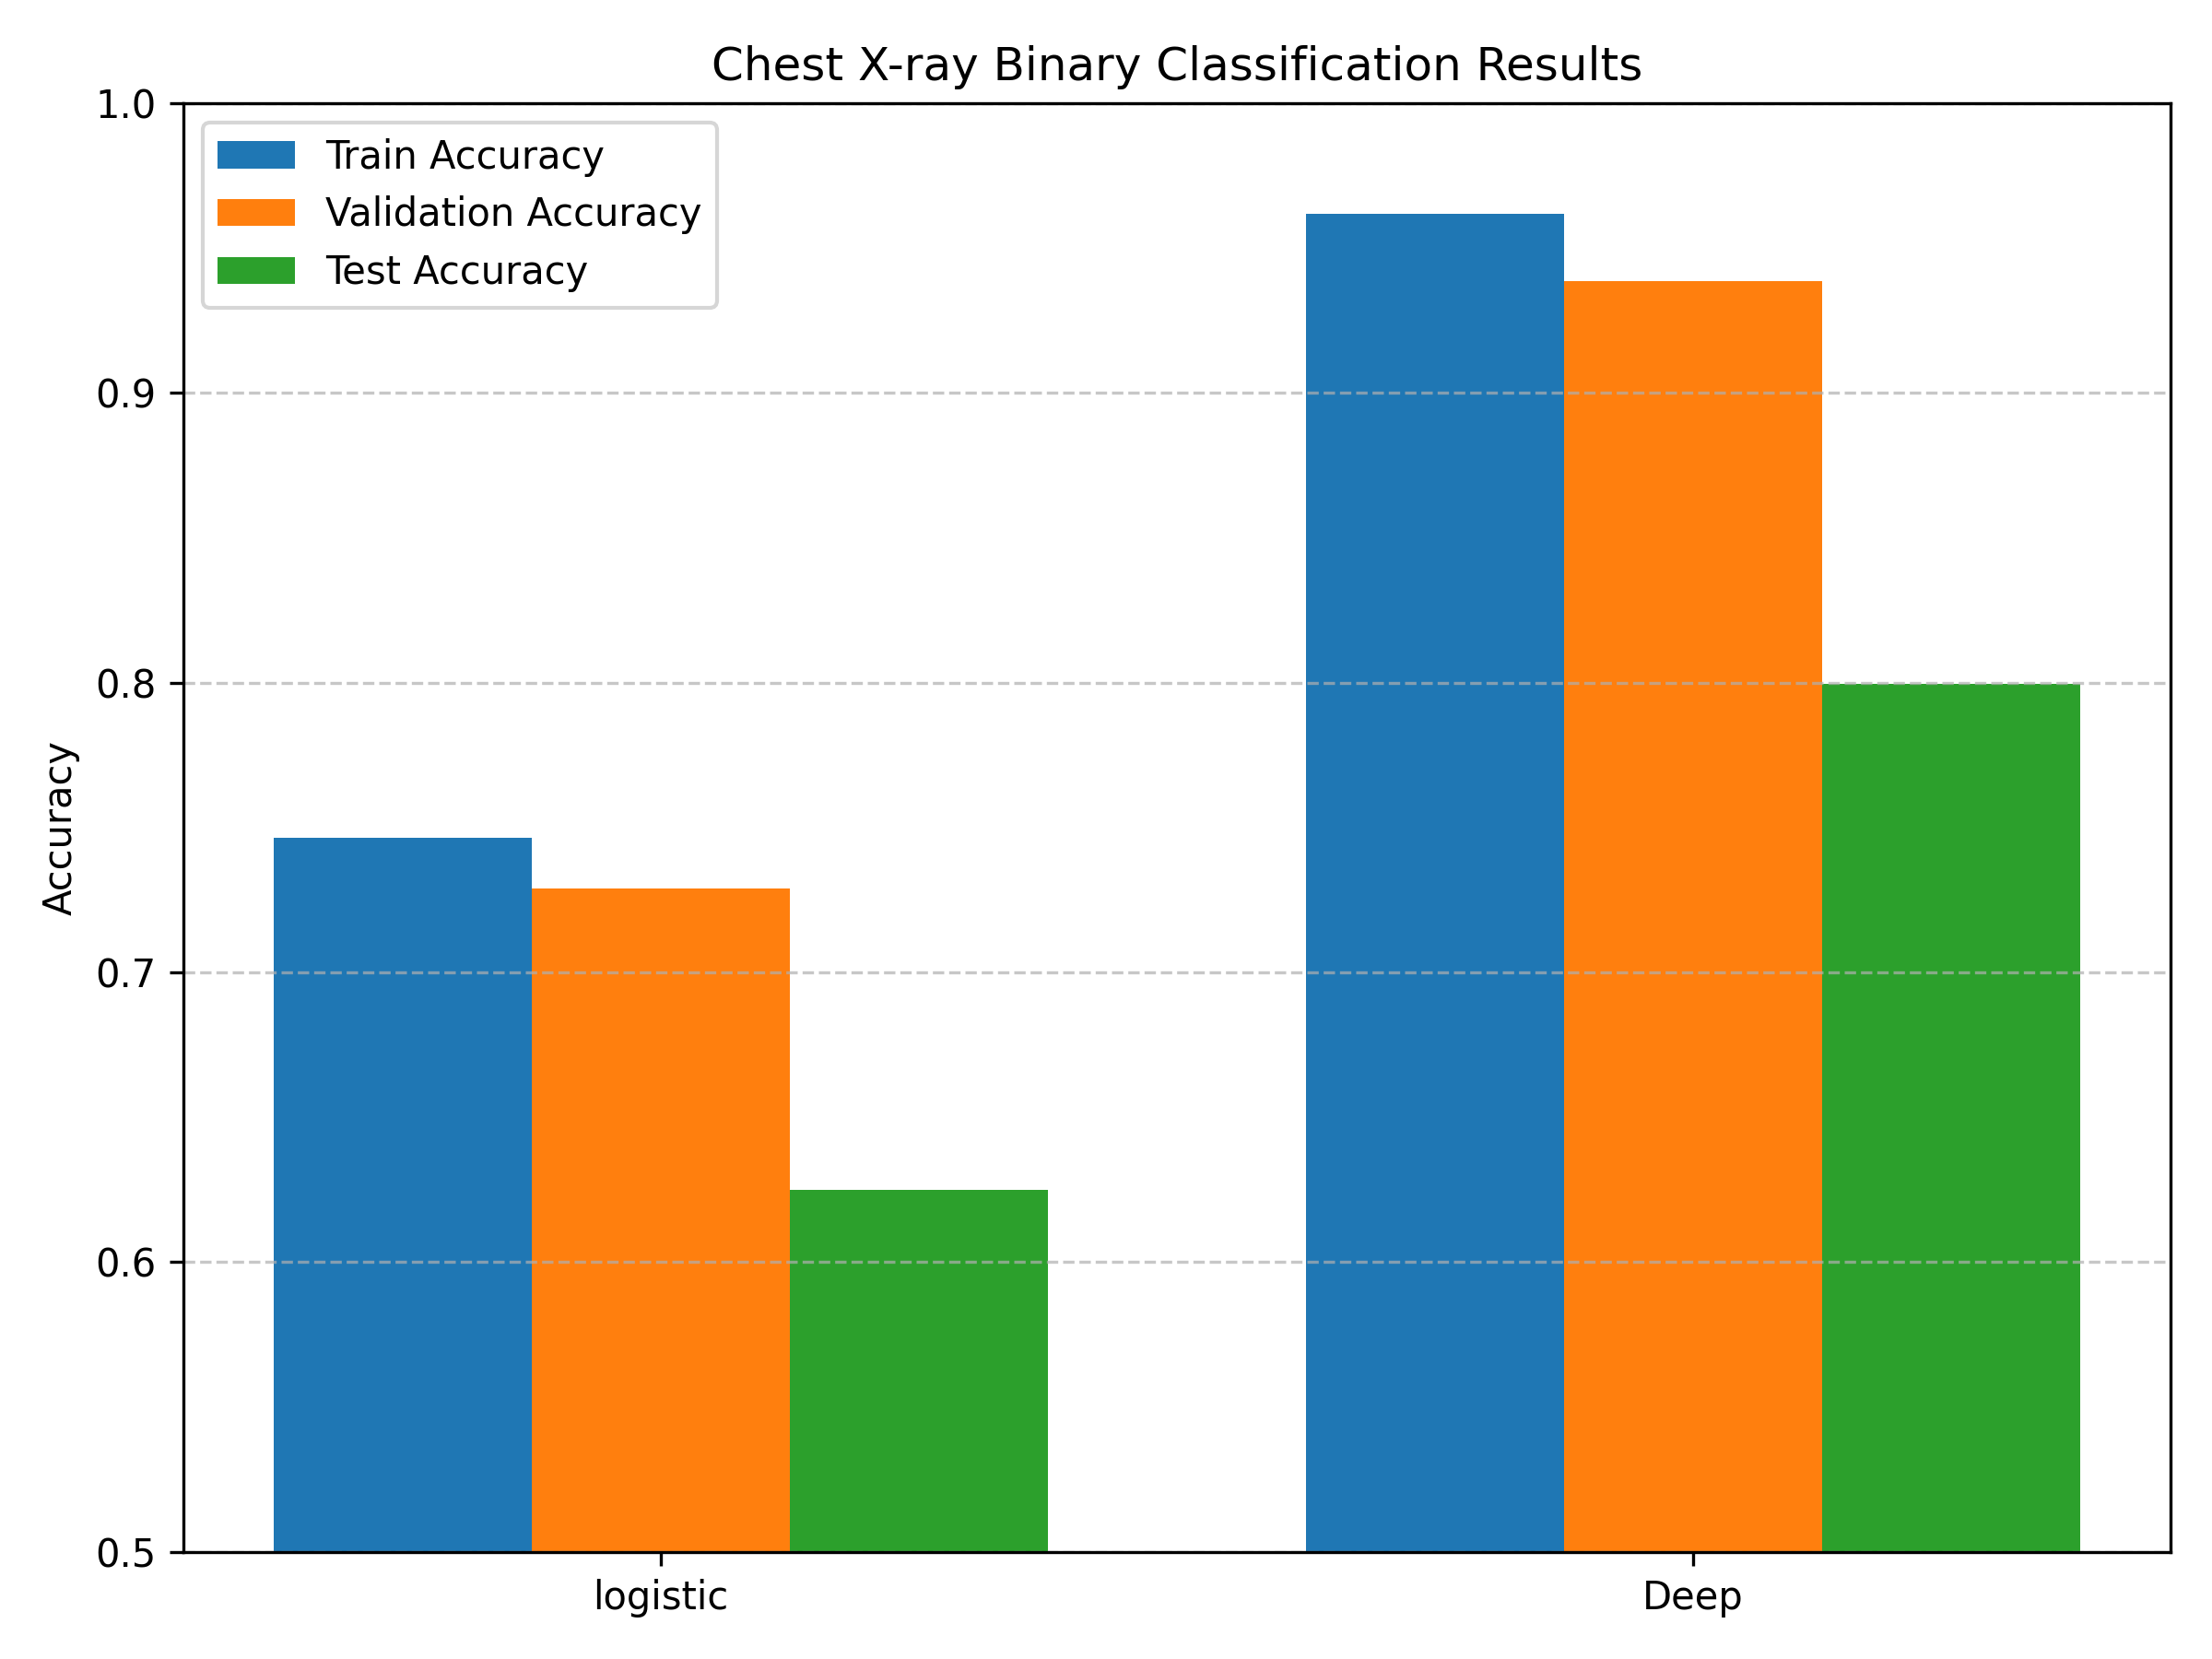 Chest X-ray Binary Classification Results
1.0
Train Accuracy
Validation Accuracy
Test Accuracy
0.9
0.8
0.7
0.6
0.5
Accuracy
logistic
Deep